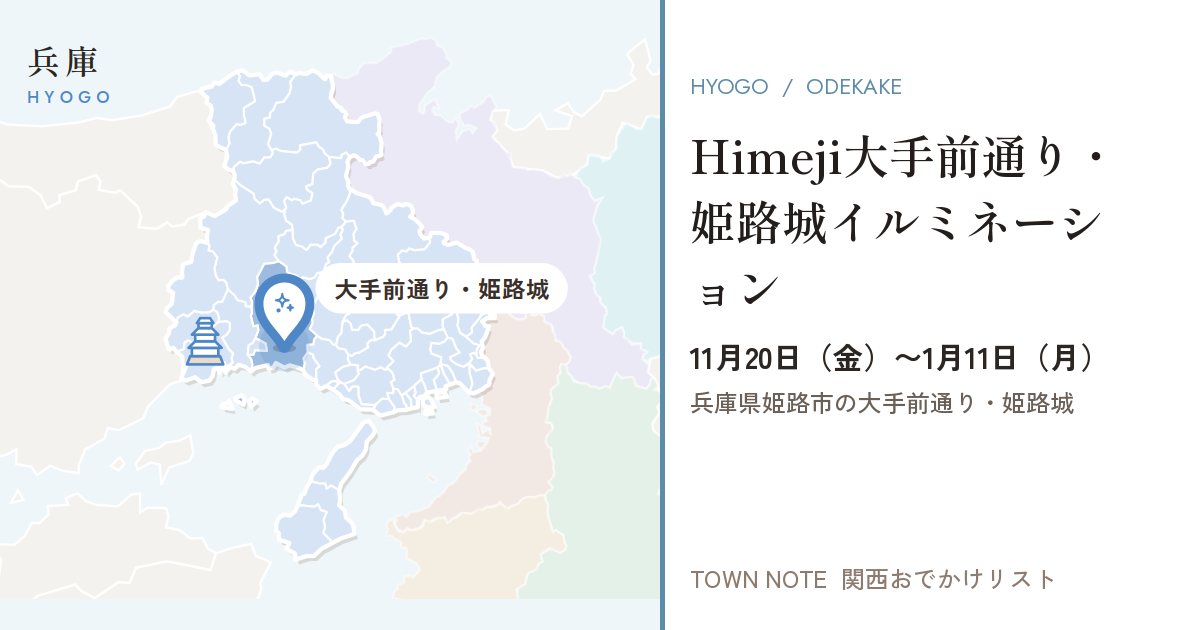 兵庫
HYOGO
大手前通り・姫路城
HYOGO / ODEKAKE
Himeji大手前通り・
姫路城イルミネーシ
ョン
11月20日（金）〜1月11日（月）
兵庫県姫路市の大手前通り・姫路城
TOWN NOTE 関西おでかけリスト